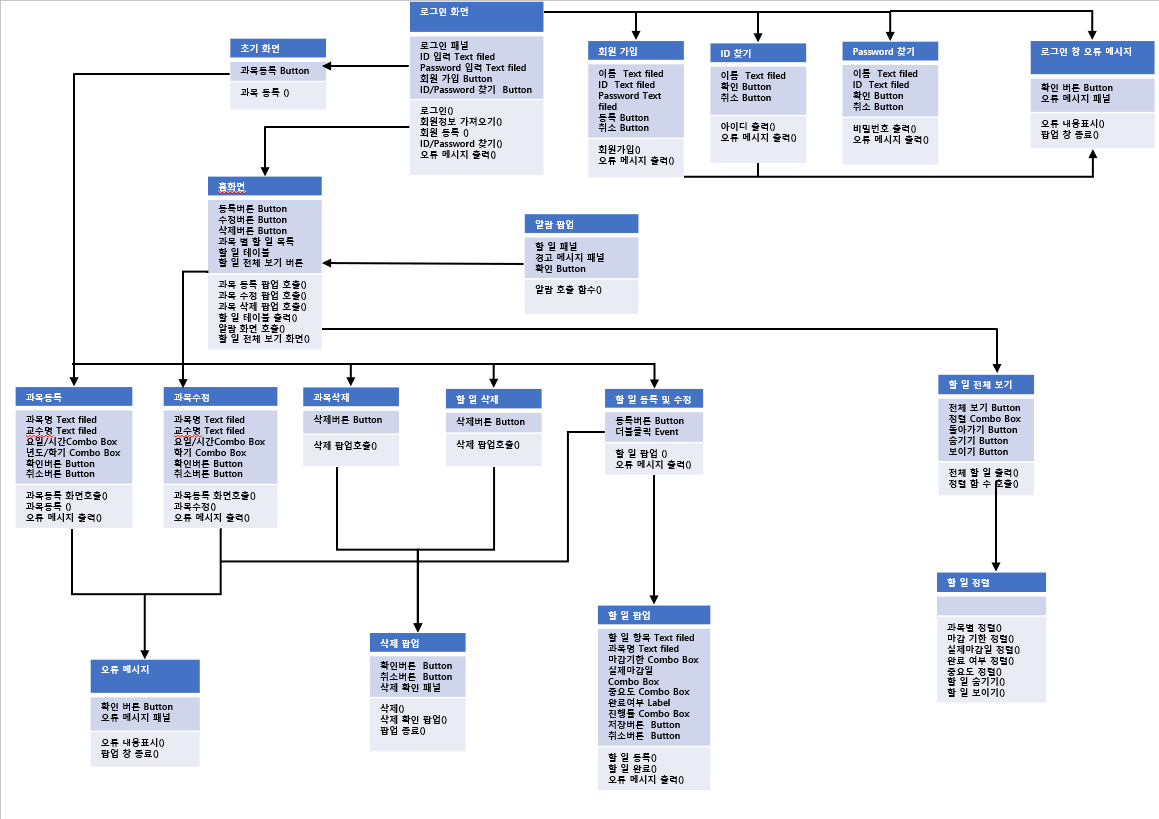 로그인 화면
로그인 패널
ID 입력 Text filed
Password 입력 Text filed
회원 가입 Button
ID/Password 찾기 Button
로그인()
회원정보 가져오기()
회원 등록 ()
ID/Password 찾기()
오류 메시지 출력()
초기 화면
과목등록 Button
과목 등록 ()
회원 가입
이름 Text filed
ID Text filed
Password Text
filed
등록 Button
취소 Button
회원가입()
오류 메시지 출력()
ID 찾기
이름 Text filed
확인 Button
취소 Button
아이디 출력()
오류 메시지 출력()
Password 찾기
이름 Text filed
ID Text filed
확인 Button
취소 Button
비밀번호 출력()
오류 메시지 출력()
로그인 창 오류 메시지
확인 버튼 Button
오류 메시지 패널
오류 내용표시()
팝업 창 종료()
홈화면
등록버튼 Button
수정버튼 Button
삭제버튼 Button
과목 별 할 일 목록
할 일 테이블
할 일 전체 보기 버튼
과목 등록 팝업 호출()
과목 수정 팝업 호출()
과목 삭제 팝업 호출()
할 일 테이블 출력()
알람 화면 호출()
할 일 전체 보기 화면()
알람 팝업
할 일 패널
경고 메시지 패널
확인 Button
알람 호출 함수()
과목등록
과목명 Text filed
교수명 Text filed
요일/시간Combo Box
년도/학기 Combo Box
확인버튼 Button
취소버튼 Button
과목등록 화면호출()
과목등록 ()
오류 메시지 출력()
과목수정
과목명 Text filed
교수명 Text filed
요일/시간Combo Box
학기 Combo Box
확인버튼 Button
취소버튼 Button
과목등록 화면호출()
과목수정()
오류 메시지 출력()
과목삭제
삭제버튼 Button
삭제 팝업호출()
할 일 삭제
삭제버튼 Button
삭제 팝업호출()
할 일 등록 및 수정
등록버튼 Button
더블클릭 Event
할 일 팝업 ()
오류 메시지 출력()
할 일 전체 보기
전체 보기 Button
정렬 Combo Box
돌아가기 Button
숨기기 Button
보이기 Button
전체 할 일 출력()
정렬 함 수 호출()
오류 메시지
확인 버튼 Button
오류 메시지 패널
오류 내용표시()
팝업 창 종료()
삭제 팝업
확인버튼 Button
취소버튼 Button
삭제 확인 패널
삭제()
삭제 확인 팝업()
팝업 종료()
할 일 팝업
할 일 항목 Text filed
과목명 Text filed
마감기한 Combo Box
실제마감일
Combo Box
중요도 Combo Box
완료여부 Label
진행률 Combo Box
저장버튼 Button
취소버튼 Button
할 일 등록()
할 일 완료()
오류 메시지 출력()
할 일 정렬
과목별 정렬()
마감 기한 정렬()
실제마감일 정렬()
완료 여부 정렬()
중요도 정렬()
할 일 숨기기()
할 일 보이기()